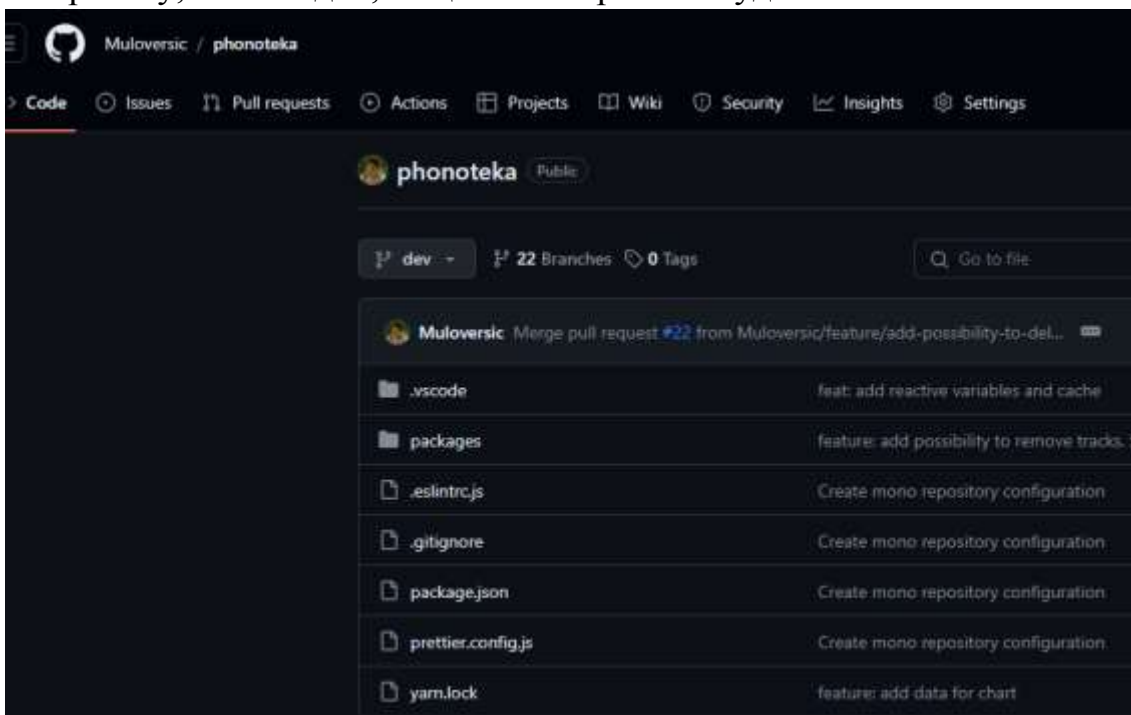 Muloversic / phonoteka
Code Issues Pull requests Actions Projects Wiki Security Insights Settings
phonoteka Public
dev 22 Branches 0 Tags Go to file
Muloversic Merge pull request #22 from Muloversic/feature/add-possibility-to-del...
.vscode feat: add reactive variables and cache
packages feature: add possibility to remove tracks.
.eslintrc.js Create mono repository configuration
.gitignore Create mono repository configuration
package.json Create mono repository configuration
prettier.config.js Create mono repository configuration
yarn.lock feature: add data for chart